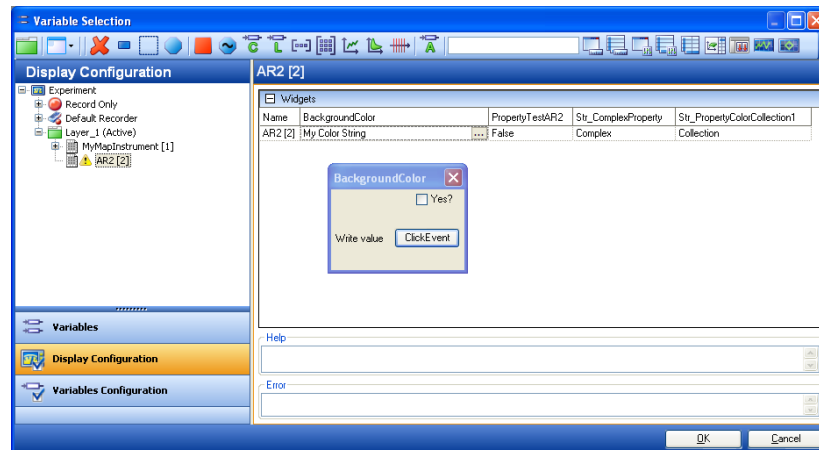 Variable Selection
Display Configuration
AR2 [2]
Experiment
Record Only
Default Recorder
Layer_1 (Active)
MyMapInstrument [1]
AR2 [2]
Widgets
Name BackgroundColor PropertyTestAR2 Str_ComplexProperty Str_PropertyColorCollection1
AR2 [2] My Color String ... False Complex Collection
BackgroundColor
Yes?
Write value ClickEvent
Variables
Display Configuration
Variables Configuration
Help
Error
OK Cancel